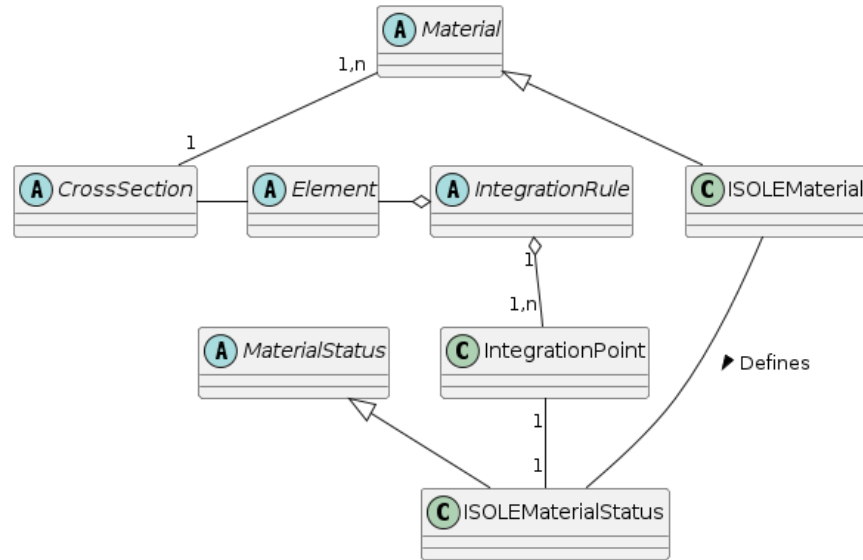 A Material
1,n
1
A CrossSection
A Element
A IntegrationRule
C ISOLEMaterial
1
1,n
A MaterialStatus
C IntegrationPoint
Defines
1
1
C ISOLEMaterialStatus